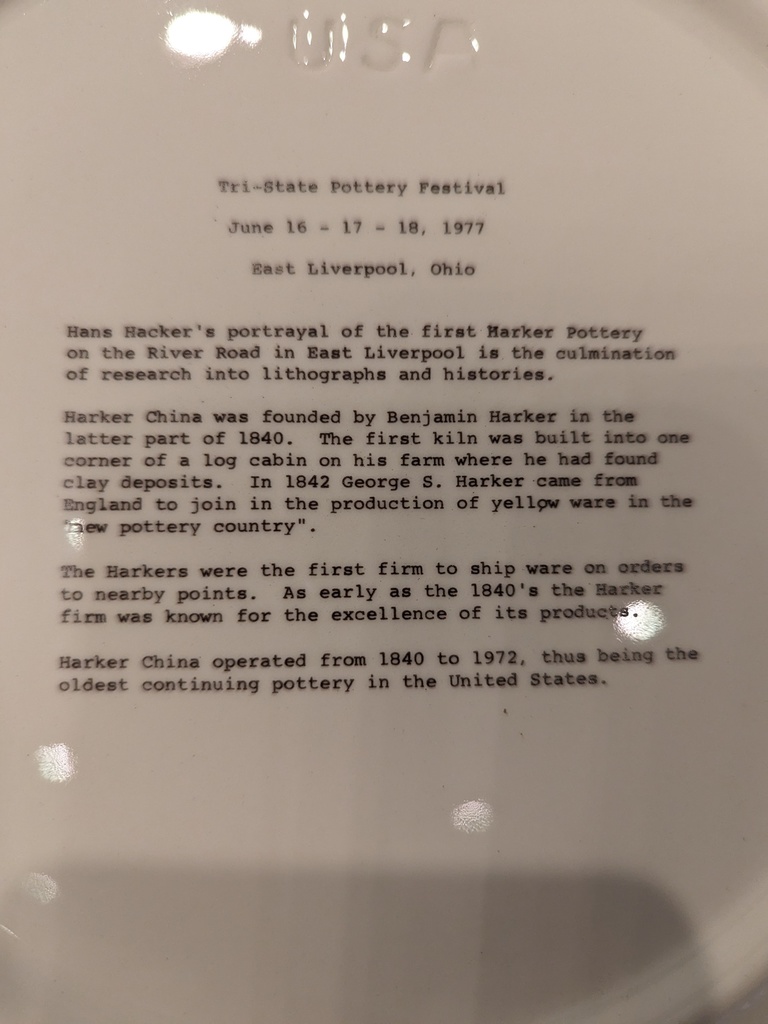 USA
Tri-State Pottery Festival
June 16 - 17 - 18, 1977
East Liverpool, Ohio
Hans Hacker's portrayal of the first Harker Pottery
on the River Road in East Liverpool is the culmination
of research into lithographs and histories.
Harker China was founded by Benjamin Harker in the
latter part of 1840. The first kiln was built into one
corner of a log cabin on his farm where he had found
clay deposits. In 1842 George S. Harker came from
England to join in the production of yellow ware in the
"new pottery country".
The Harkers were the first firm to ship ware on orders
to nearby points. As early as the 1840's the Harker
firm was known for the excellence of its products.
Harker China operated from 1840 to 1972, thus being the
oldest continuing pottery in the United States.